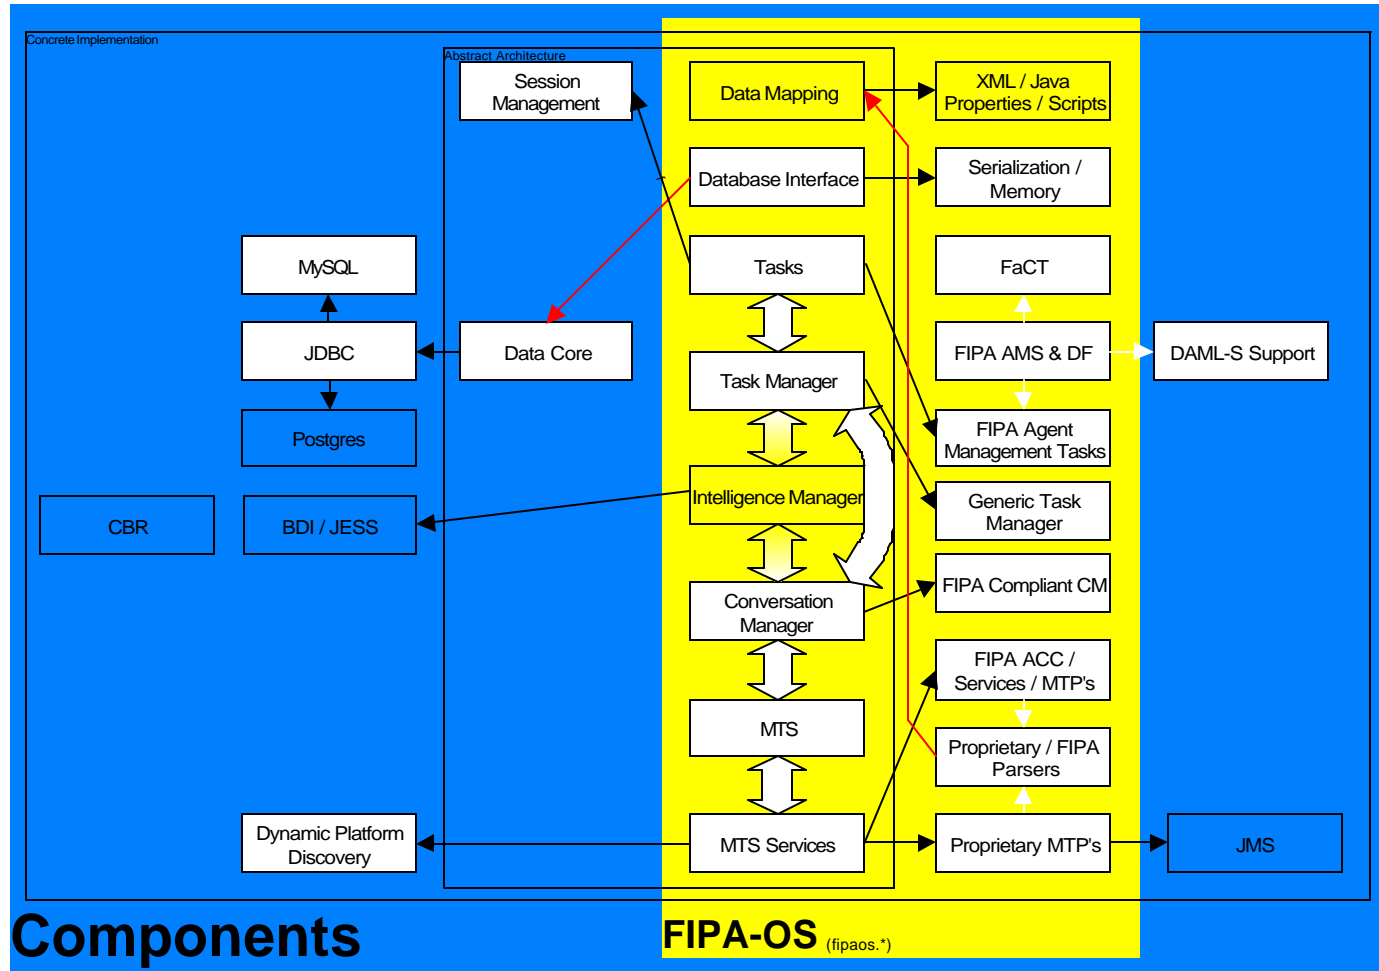 Concrete Implementation
Abstract Architecture
Session
Management
Data Mapping
XML / Java
Properties / Scripts
Database Interface
Serialization /
Memory
MySQL
Tasks
FaCT
JDBC
Data Core
FIPA AMS & DF
DAML-S Support
Task Manager
Postgres
FIPA Agent
Management Tasks
Intelligence Manager
Generic Task
Manager
CBR
BDI / JESS
FIPA Compliant CM
Conversation
Manager
FIPA ACC /
Services / MTP's
MTS
Proprietary / FIPA
Parsers
Dynamic Platform
Discovery
MTS Services
Proprietary MTP's
JMS
Components
FIPA-OS (fipaos.*)